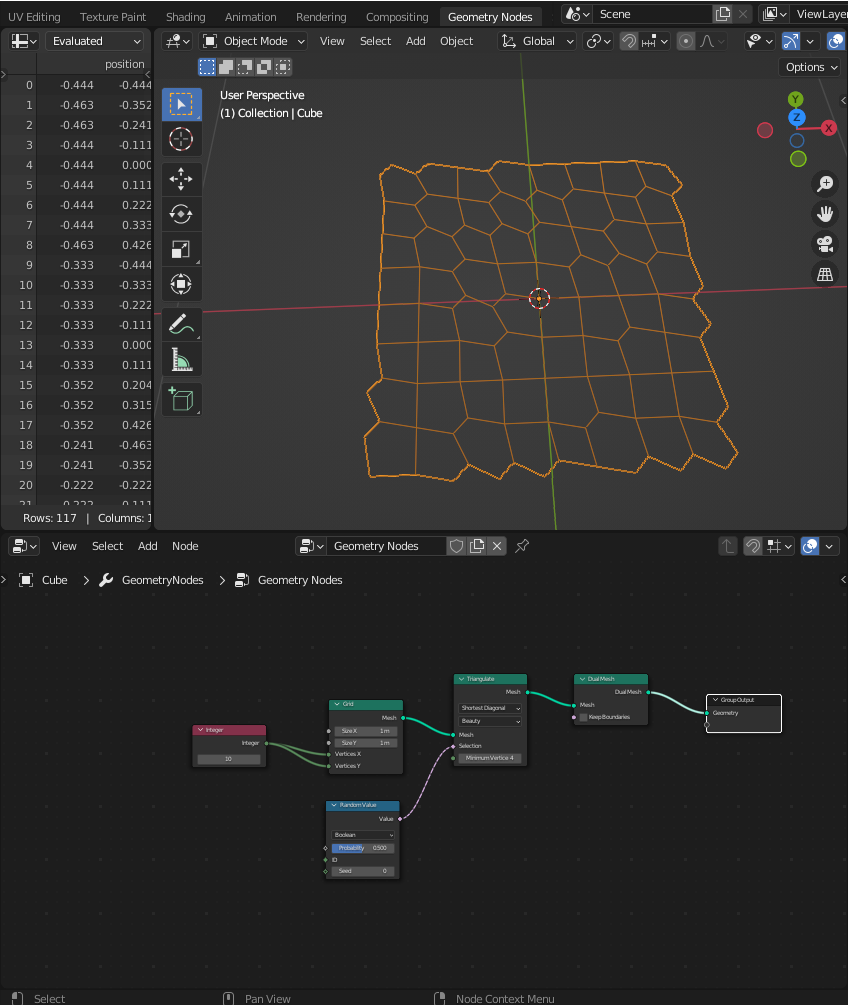 UV Editing Texture Paint Shading Animation Rendering Compositing Geometry Nodes Scene ViewLayer
Evaluated Object Mode View Select Add Object Global
position
Options
0 -0.444 -0.444
1 -0.463 -0.352
2 -0.463 -0.241
3 -0.444 -0.111
4 -0.444 0.000
5 -0.444 0.111
6 -0.444 0.222
7 -0.444 0.333
8 -0.463 0.426
9 -0.333 -0.444
10 -0.333 -0.333
11 -0.333 -0.222
12 -0.333 -0.111
13 -0.333 0.000
14 -0.333 0.111
15 -0.352 0.204
16 -0.352 0.315
17 -0.352 0.426
18 -0.241 -0.463
19 -0.241 -0.352
20 -0.222 -0.222
Rows: 117 | Columns: 1
User Perspective
(1) Collection | Cube
Y
Z
X
View Select Add Node Geometry Nodes
Cube > GeometryNodes > Geometry Nodes
Integer
Integer
10
Grid
Mesh
Size X 1 m
Size Y 1 m
Vertices X
Vertices Y
Random Value
Value
Boolean
Probability 0.500
ID
Seed 0
Triangulate
Mesh
Shortest Diagonal
Beauty
Mesh
Selection
Minimum Vertice 4
Dual Mesh
Dual Mesh
Mesh
Keep Boundaries
Group Output
Geometry
Select Pan View Node Context Menu